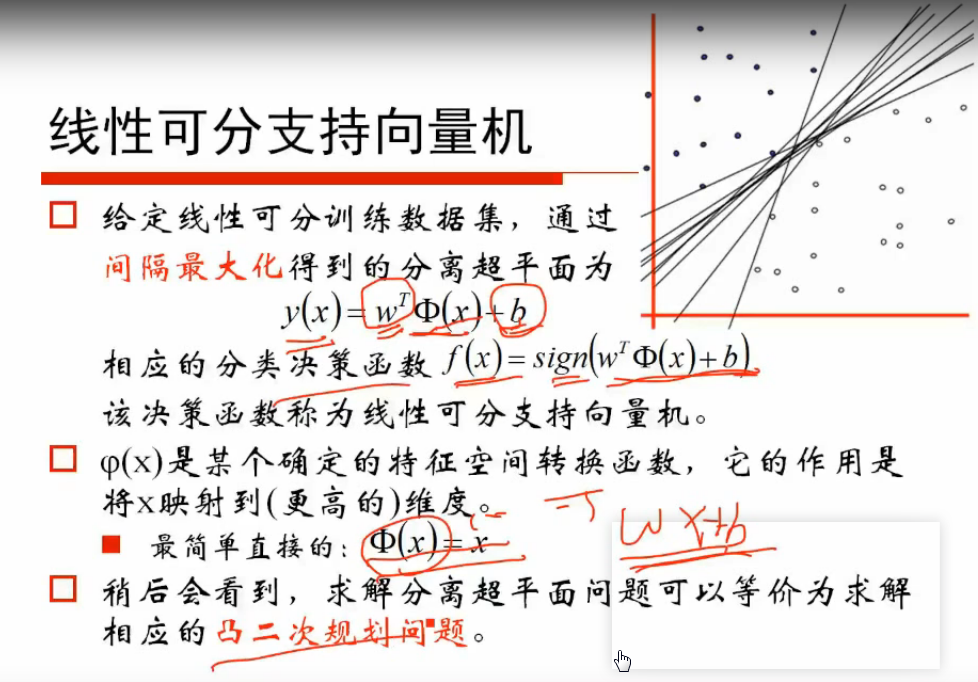 线性可分支持向量机
给定线性可分训练数据集，通过
间隔最大化得到的分离超平面为
y(x)=w^TΦ(x)+b
相应的分类决策函数 f(x)=sign(w^TΦ(x)+b)
该决策函数称为线性可分支持向量机。
φ(x)是某个确定的特征空间转换函数，它的作用是
将x映射到(更高的)维度。
最简单直接的：Φ(x)=x
wx+b
稍后会看到，求解分离超平面问题可以等价为求解
相应的凸二次规划问题。